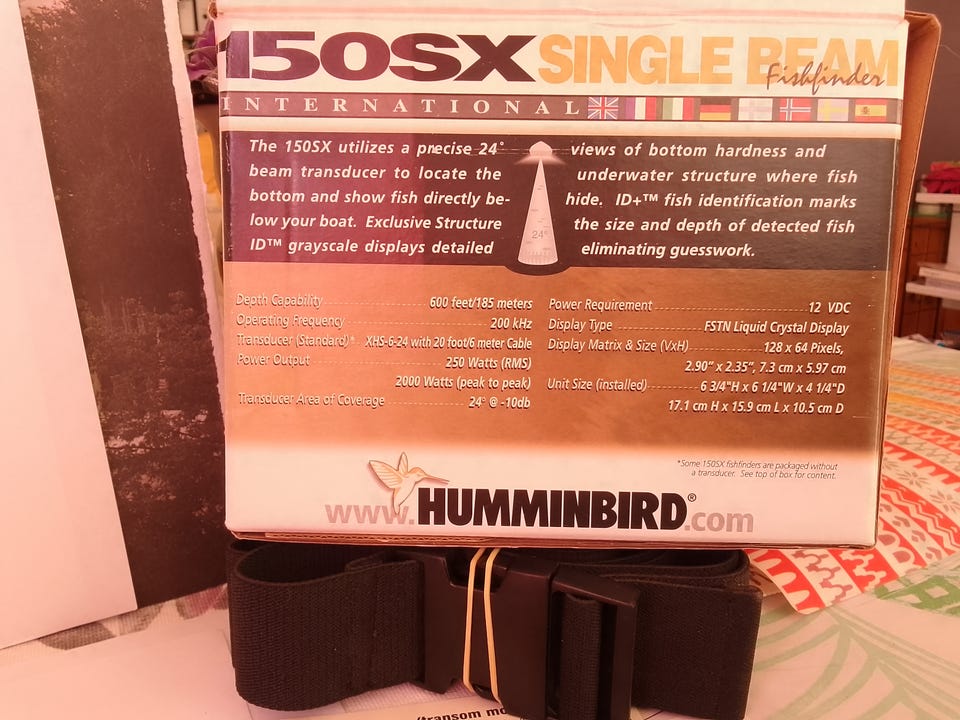 150SX SINGLE BEAM
Fishfinder
INTERNATIONAL
The 150SX utilizes a precise 24°
beam transducer to locate the
bottom and show fish directly be-
low your boat. Exclusive Structure
ID™ grayscale displays detailed
24°
views of bottom hardness and
underwater structure where fish
hide. ID+™ fish identification marks
the size and depth of detected fish
eliminating guesswork.
Depth Capability 600 feet/185 meters
Operating Frequency 200 kHz
Transducer (Standard)* XHS-6-24 with 20 foot/6 meter Cable
Power Output 250 Watts (RMS)
2000 Watts (peak to peak)
Transducer Area of Coverage 24° @ -10db
Power Requirement 12 VDC
Display Type FSTN Liquid Crystal Display
Display Matrix & Size (VxH) 128 x 64 Pixels,
2.90” x 2.35”, 7.3 cm x 5.97 cm
Unit Size (installed) 6 3/4"H x 6 1/4"W x 4 1/4"D
17.1 cm H x 15.9 cm L x 10.5 cm D
*Some 150SX fishfinders are packaged without
a transducer. See top of box for content.
www.HUMMINBIRD®.com
/transom